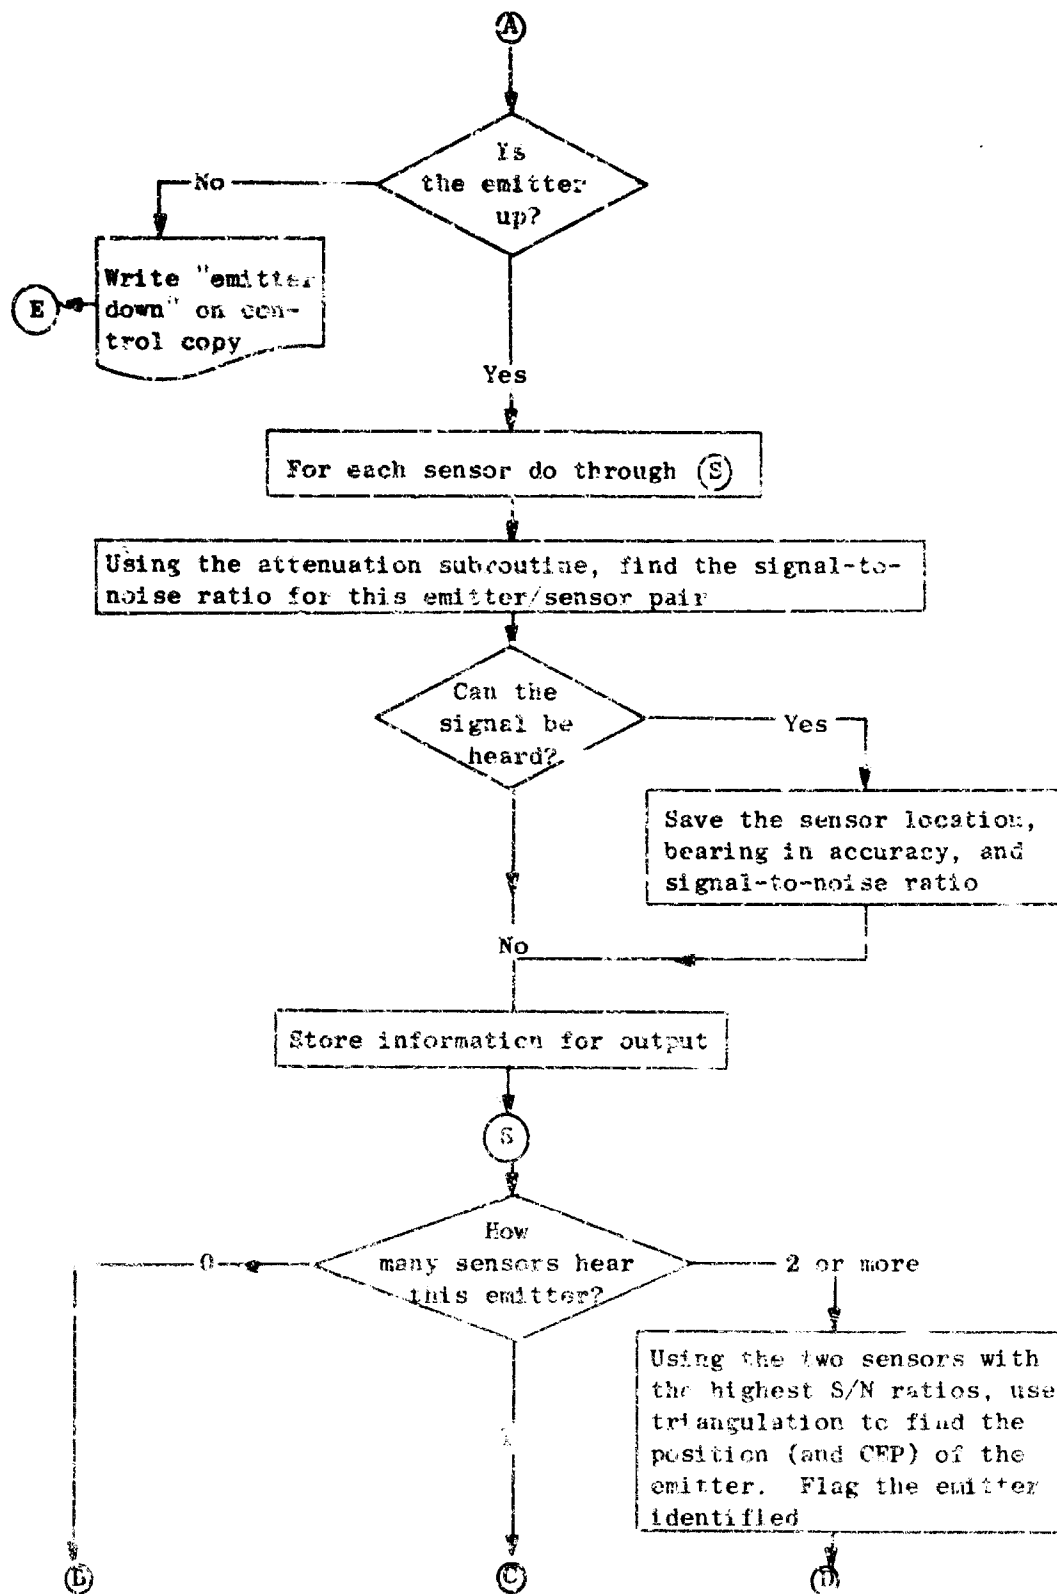 A
Is
the emitter
up?
No
Write "emitter
down" on con-
trol copy
E
Yes
For each sensor do through S
Using the attenuation subroutine, find the signal-to-
noise ratio for this emitter/sensor pair
Can the
signal be
heard?
Yes
Save the sensor location,
bearing in accuracy, and
signal-to-noise ratio
No
Store information for output
S
How
many sensors hear
this emitter?
0
2 or more
Using the two sensors with
the highest S/N ratios, use
triangulation to find the
position (and CEP) of the
emitter. Flag the emitter
identified
1
C
D